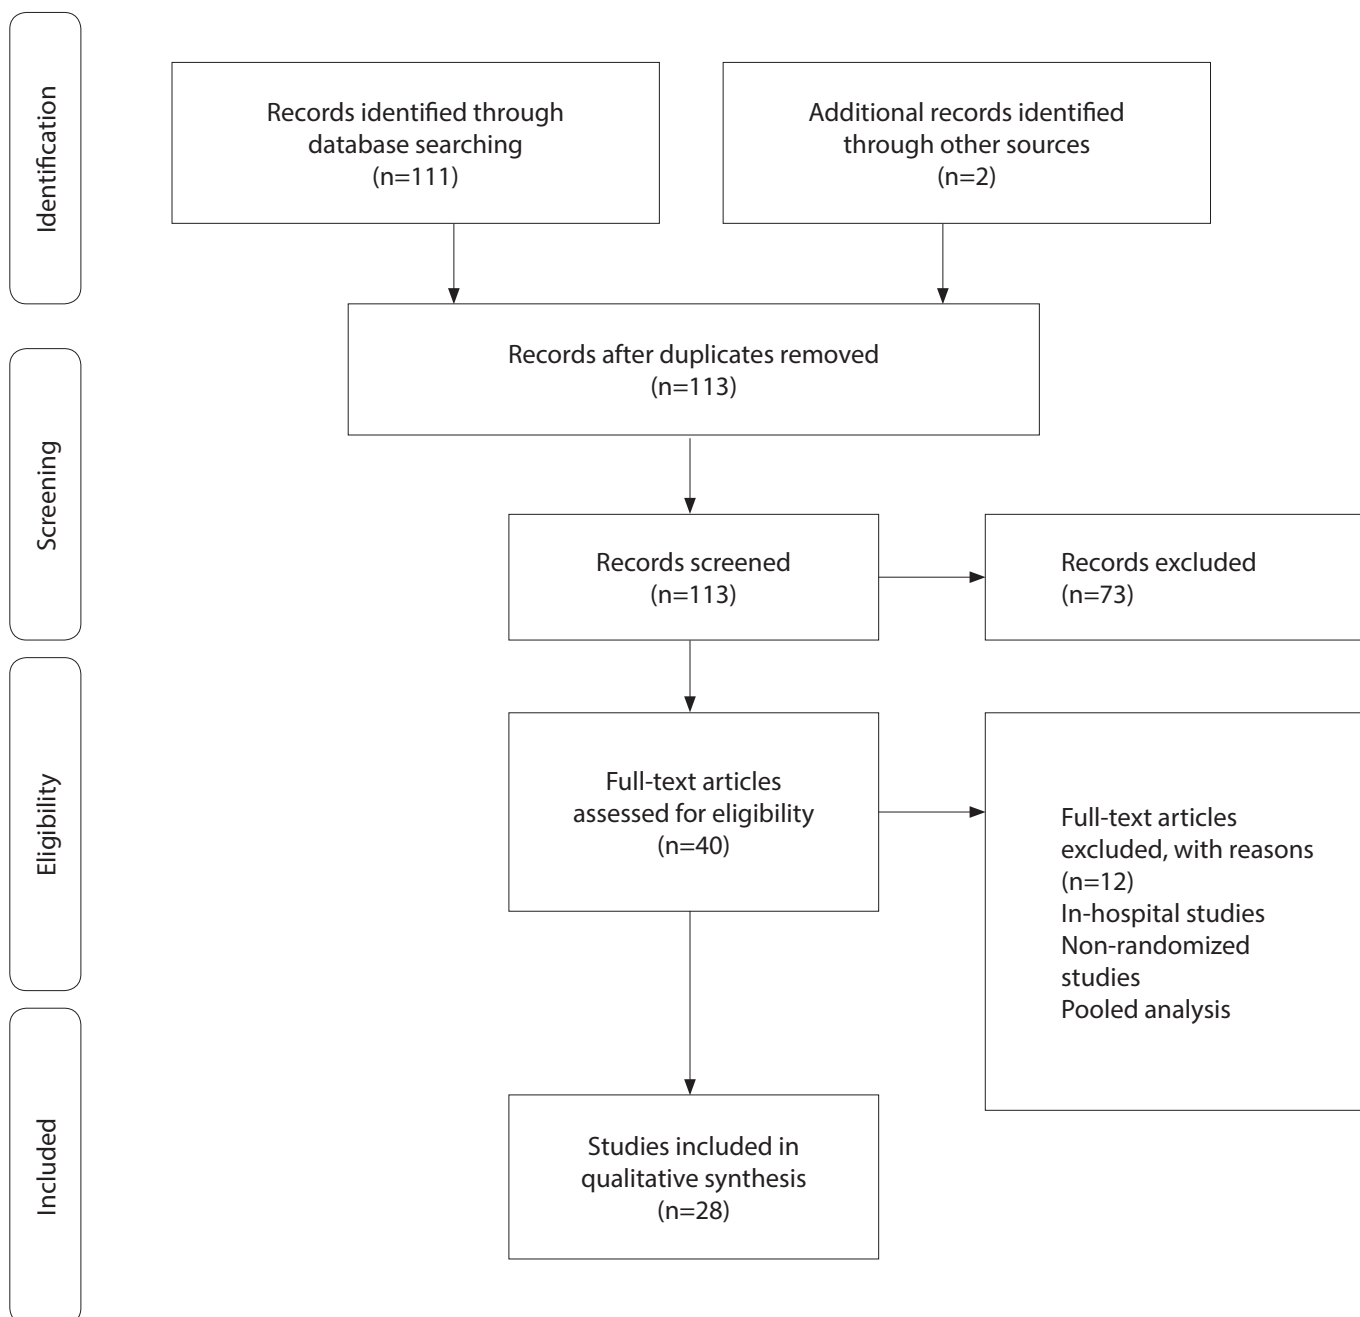 Identification
Records identified through
database searching
(n=111)
Additional records identified
through other sources
(n=2)
Records after duplicates removed
(n=113)
Screening
Records screened
(n=113)
Records excluded
(n=73)
Eligibility
Full-text articles
assessed for eligibility
(n=40)
Full-text articles
excluded, with reasons
(n=12)
In-hospital studies
Non-randomized
studies
Pooled analysis
Included
Studies included in
qualitative synthesis
(n=28)